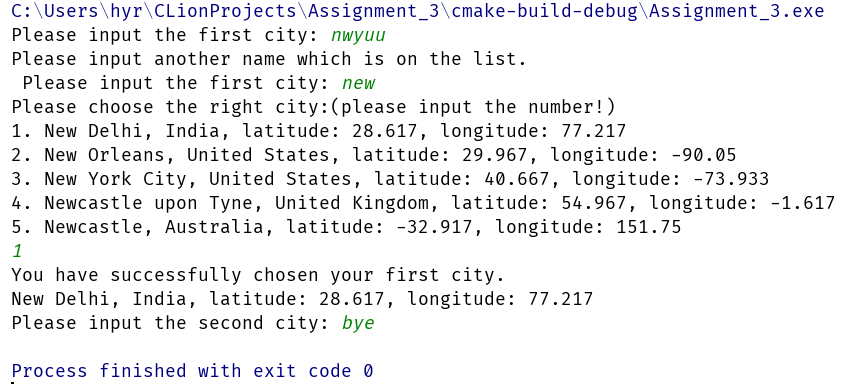 C:\Users\hyr\CLionProjects\Assignment_3\cmake-build-debug\Assignment_3.exe
Please input the first city: nwyuu
Please input another name which is on the list.
 Please input the first city: new
Please choose the right city:(please input the number!)
1. New Delhi, India, latitude: 28.617, longitude: 77.217
2. New Orleans, United States, latitude: 29.967, longitude: -90.05
3. New York City, United States, latitude: 40.667, longitude: -73.933
4. Newcastle upon Tyne, United Kingdom, latitude: 54.967, longitude: -1.617
5. Newcastle, Australia, latitude: -32.917, longitude: 151.75
1
You have successfully chosen your first city.
New Delhi, India, latitude: 28.617, longitude: 77.217
Please input the second city: bye
Process finished with exit code 0